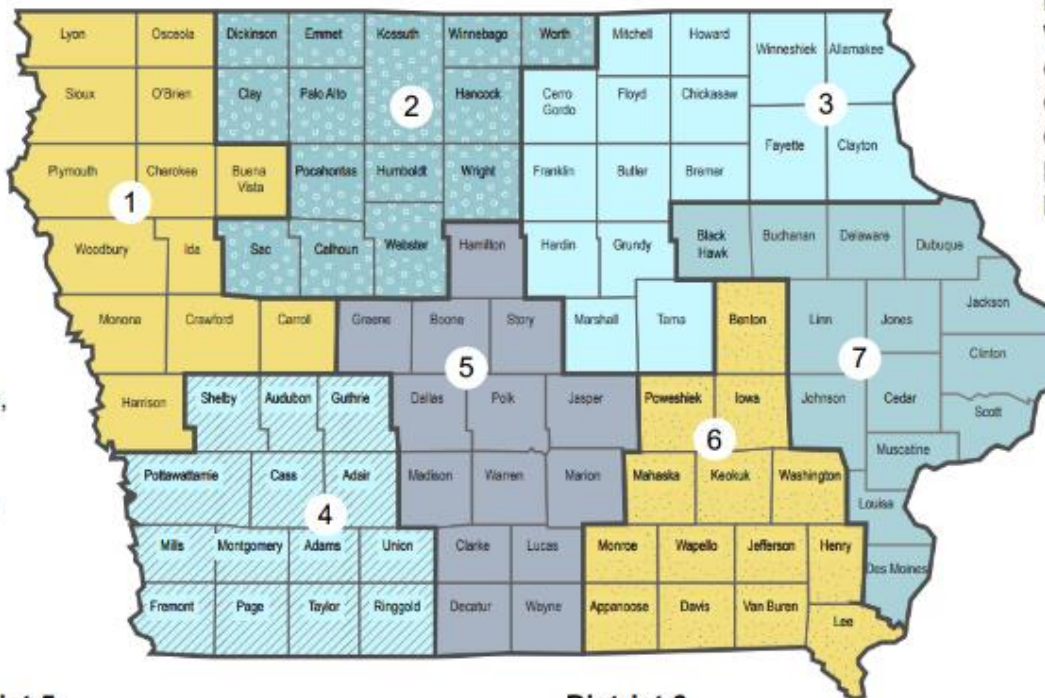 Lyon Osceola Dickinson Emmet Kossuth Winnebago Worth Mitchell Howard Winneshiek Allamakee
Sioux O'Brien Clay Palo Alto 2 Hancock Cerro Gordo Floyd Chickasaw 3
Plymouth Cherokee Buena Vista Pocahontas Humboldt Wright Franklin Butler Bremer Fayette Clayton
1
Woodbury Ida Sac Calhoun Webster Hamilton Hardin Grundy Black Hawk Buchanan Delaware Dubuque
Monona Crawford Carroll Greene Boone Story Marshall Tama Benton Linn Jones Jackson
5 7 Clinton
Harrison Shelby Audubon Guthrie Dallas Polk Jasper Poweshiek Iowa Johnson Cedar Scott
6 Muscatine
Pottawattamie Cass Adair Madison Warren Marion Mahaska Keokuk Washington Louisa
4
Mills Montgomery Adams Union Clarke Lucas Monroe Wapello Jefferson Henry Des Moines
Fremont Page Taylor Ringgold Decatur Wayne Appanoose Davis Van Buren Lee